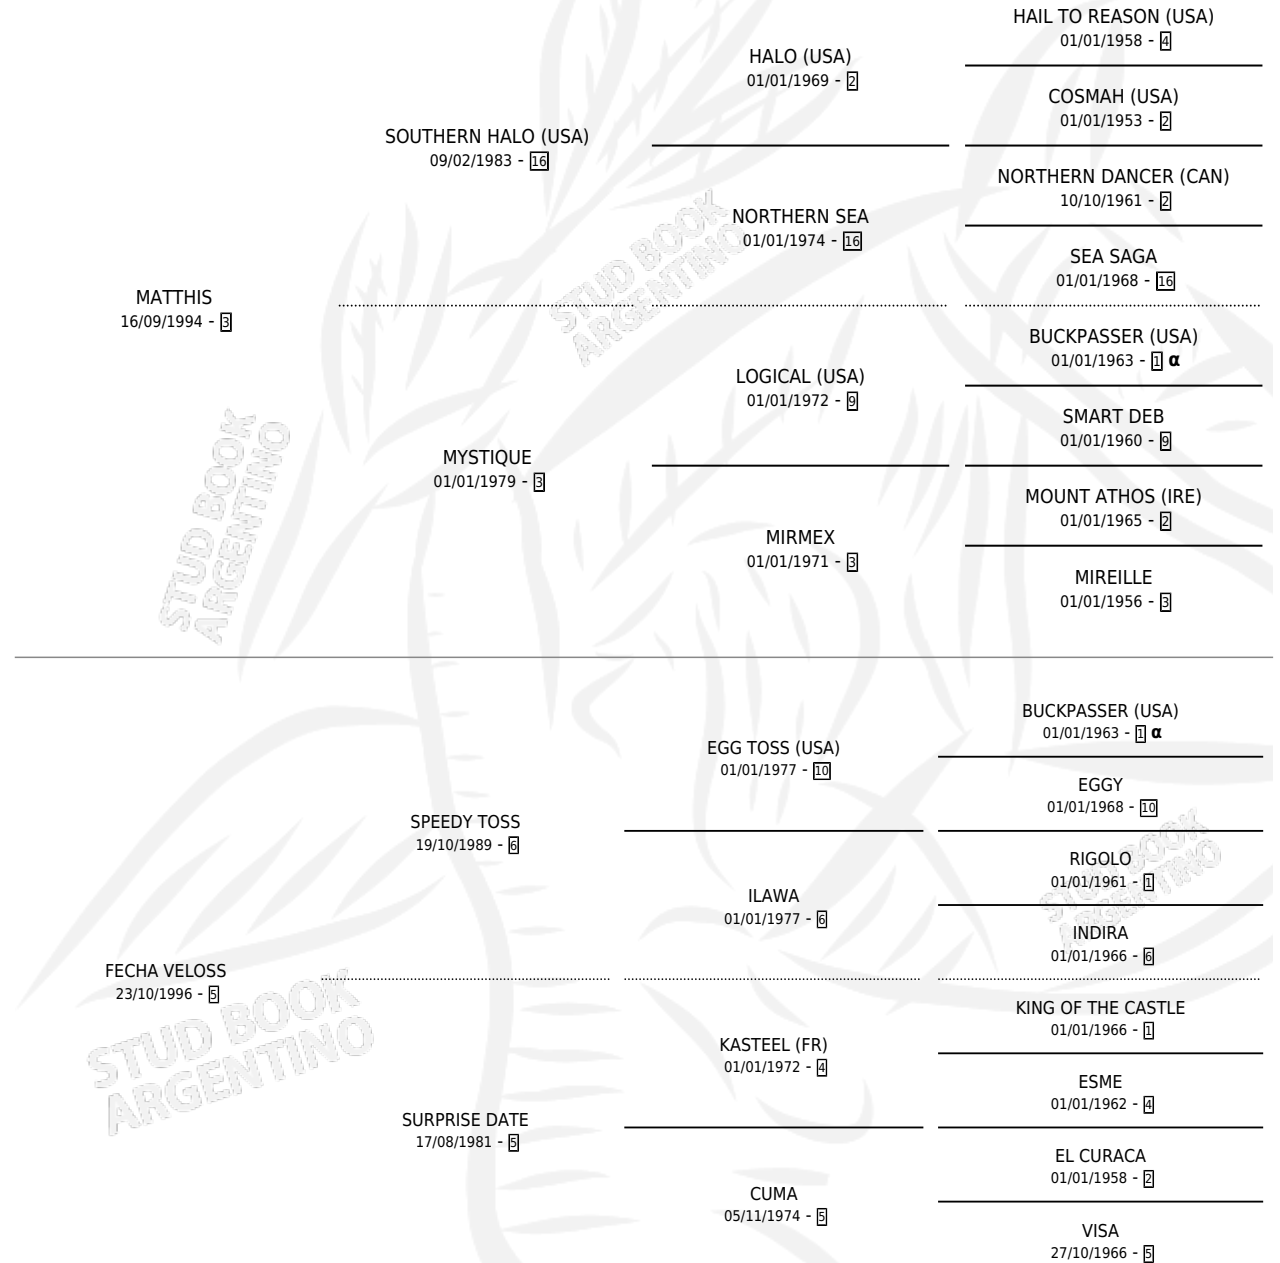 HAIL TO REASON (USA)
01/01/1958 - 4
HALO (USA)
01/01/1969 - 2
COSMAH (USA)
01/01/1953 - 2
SOUTHERN HALO (USA)
09/02/1983 - 16
NORTHERN DANCER (CAN)
10/10/1961 - 2
NORTHERN SEA
01/01/1974 - 16
SEA SAGA
01/01/1968 - 16
MATTHIS
16/09/1994 - 3
BUCKPASSER (USA)
01/01/1963 - 1 α
LOGICAL (USA)
01/01/1972 - 9
SMART DEB
01/01/1960 - 9
MYSTIQUE
01/01/1979 - 3
MOUNT ATHOS (IRE)
01/01/1965 - 2
MIRMEX
01/01/1971 - 3
MIREILLE
01/01/1956 - 3
BUCKPASSER (USA)
01/01/1963 - 1 α
EGG TOSS (USA)
01/01/1977 - 10
EGGY
01/01/1968 - 10
SPEEDY TOSS
19/10/1989 - 6
RIGOLO
01/01/1961 - 1
ILAWA
01/01/1977 - 6
INDIRA
01/01/1966 - 6
FECHA VELOSS
23/10/1996 - 5
KING OF THE CASTLE
01/01/1966 - 1
KASTEEL (FR)
01/01/1972 - 4
ESME
01/01/1962 - 4
SURPRISE DATE
17/08/1981 - 5
EL CURACA
01/01/1958 - 2
CUMA
05/11/1974 - 5
VISA
27/10/1966 - 5
STUD BOOK
ARGENTINO
STUD BOOK
ARGENTINO
STUD BOOK
ARGENTINO
STUD BOOK
ARGENTINO